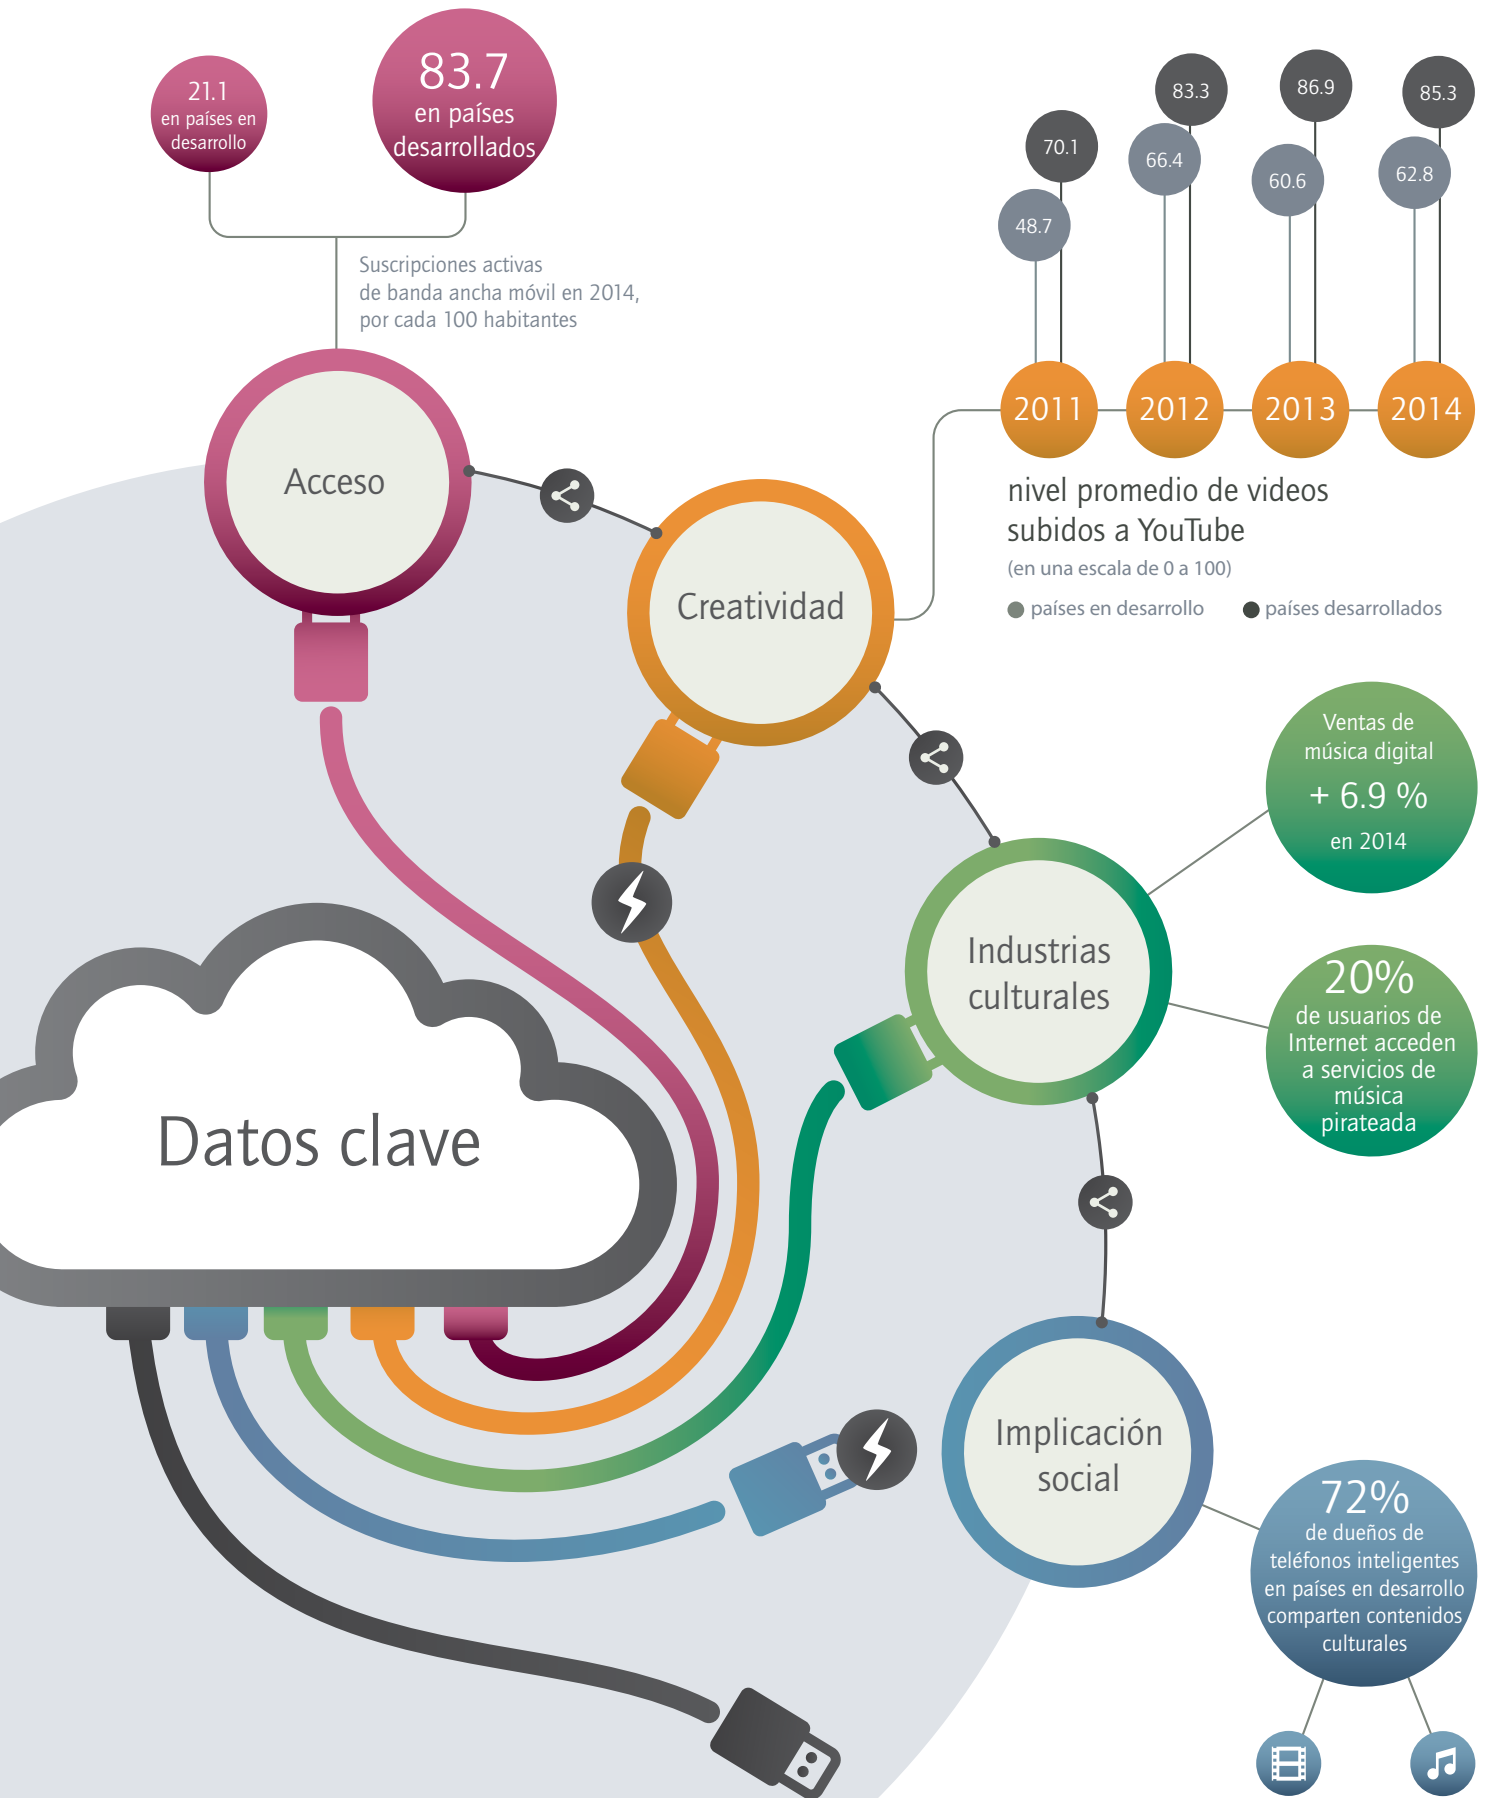 21.1
en países en
desarrollo
83.7
en países
desarrollados
Suscripciones activas
de banda ancha móvil en 2014,
por cada 100 habitantes
Acceso
70.1
48.7
83.3
66.4
86.9
60.6
85.3
62.8
2011
2012
2013
2014
nivel promedio de videos
subidos a YouTube
(en una escala de 0 a 100)
países en desarrollo
países desarrollados
Creatividad
Ventas de
música digital
+ 6.9 %
en 2014
Industrias
culturales
20%
de usuarios de
Internet acceden
a servicios de
música
pirateada
Datos clave
Implicación
social
72%
de dueños de
teléfonos inteligentes
en países en desarrollo
comparten contenidos
culturales